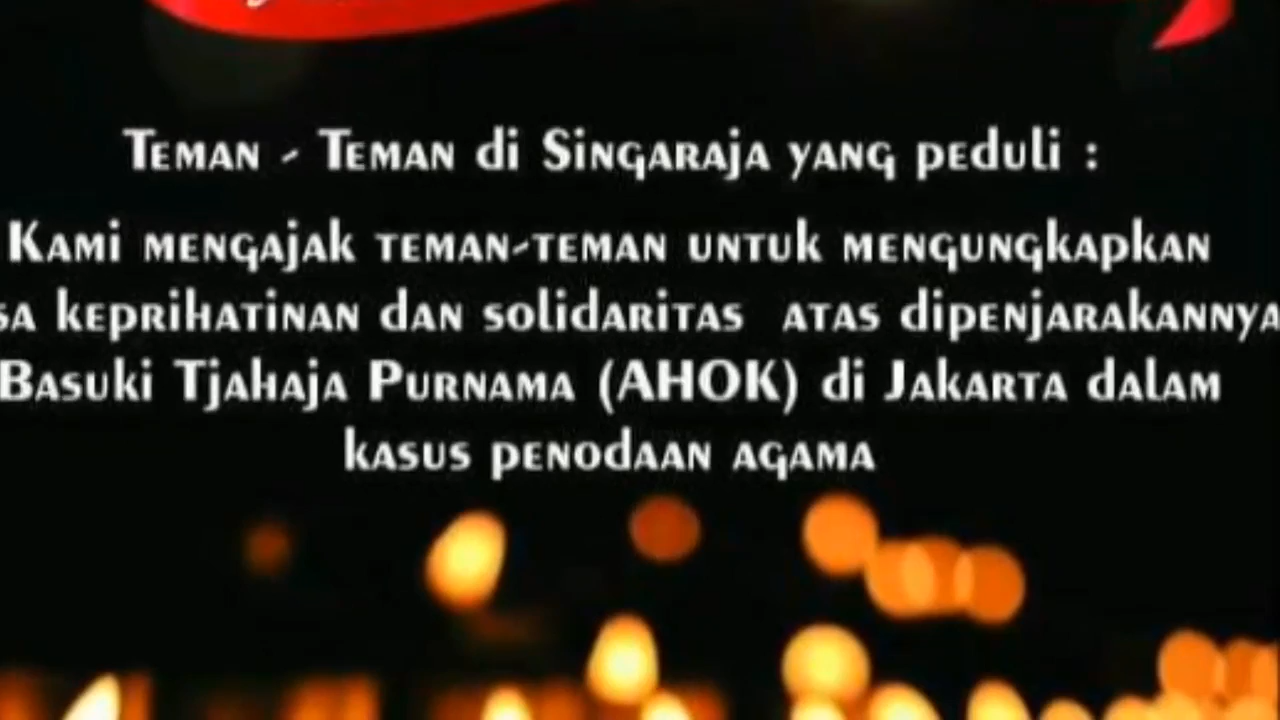 Teman - Teman di Singaraja yang peduli :
Kami mengajak teman-teman untuk mengungkapkan
sa keprihatinan dan solidaritas atas dipenjarakannya
Basuki Tjahaja Purnama (AHOK) di Jakarta dalam
kasus penodaan agama